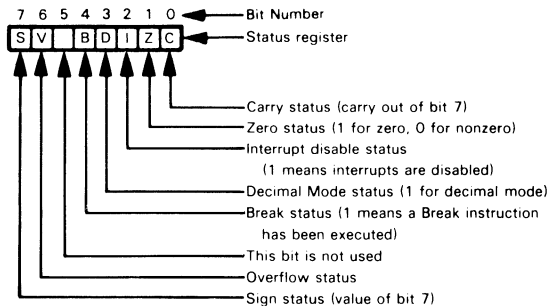 7 6 5 4 3 2 1 0 Bit Number
S V B D I Z C Status register
Carry status (carry out of bit 7)
Zero status (1 for zero, 0 for nonzero)
Interrupt disable status
(1 means interrupts are disabled)
Decimal Mode status (1 for decimal mode)
Break status (1 means a Break instruction
has been executed)
This bit is not used
Overflow status
Sign status (value of bit 7)